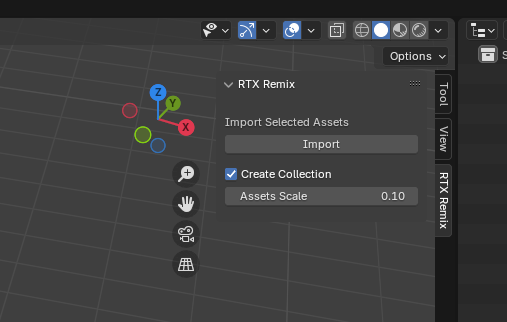 Options
S
RTX Remix
Import Selected Assets
Import
Create Collection
Assets Scale 0.10
Tool
View
RTX Remix
Z
Y
X